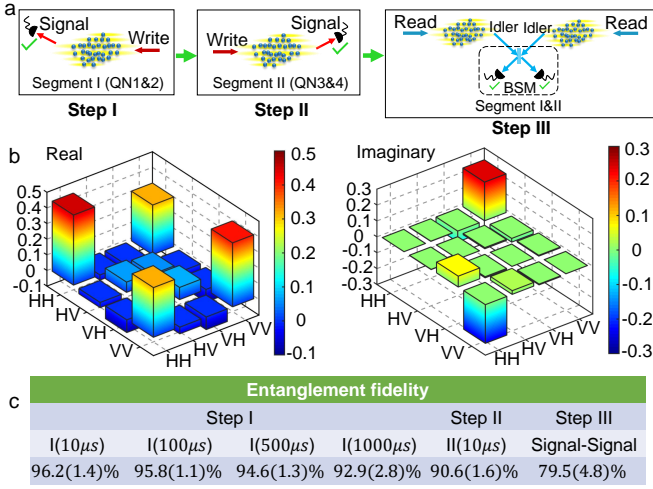 a
Signal
Write
Segment I (QN1&2)
Step I
Signal
Write
Segment II (QN3&4)
Step II
Read
Idler
Idler
Read
BSM
Segment I&II
Step III
b
Real
0.5
0.4
0.3
0.2
0.1
0
-0.1
HH
HV
VH
VV
HH
HV
VH
VV
0.5
0.4
0.3
0.2
0.1
0
-0.1
Imaginary
0.3
0.2
0.1
0
-0.1
-0.2
-0.3
HH
HV
VH
VV
HH
HV
VH
VV
0.3
0.2
0.1
0
-0.1
-0.2
-0.3
c
Entanglement fidelity
Step I Step II Step III
I(10μs) I(100μs) I(500μs) I(1000μs) II(10μs) Signal-Signal
96.2(1.4)% 95.8(1.1)% 94.6(1.3)% 92.9(2.8)% 90.6(1.6)% 79.5(4.8)%